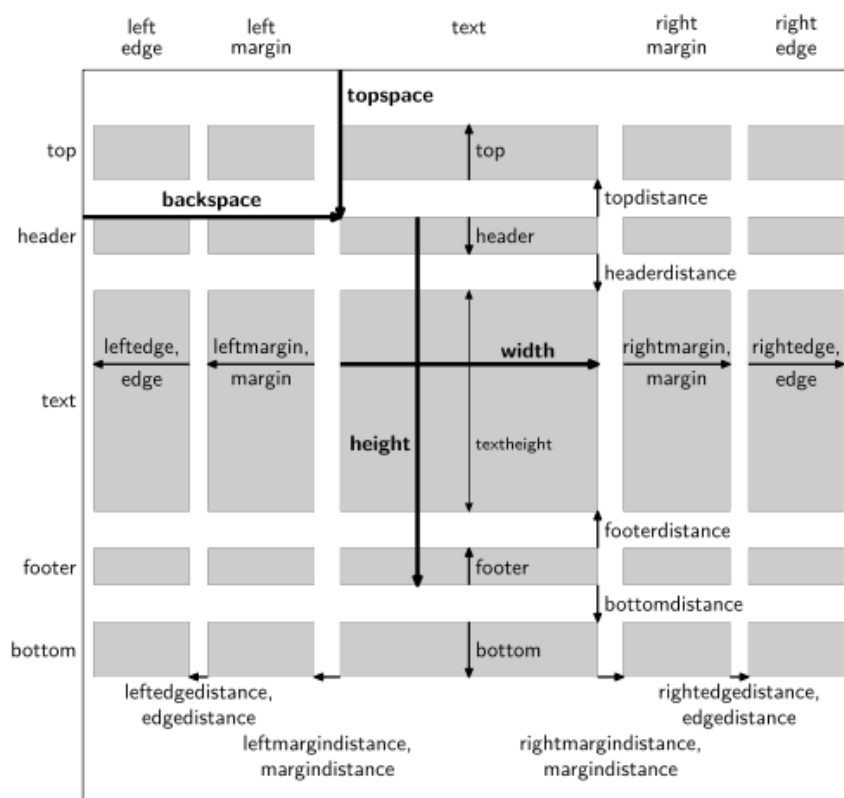 left
edge
left
margin
text
right
margin
right
edge
topspace
top
top
backspace
topdistance
header
header
headerdistance
leftedge,
edge
leftmargin,
margin
width
rightmargin,
margin
rightedge,
edge
text
height
textheight
footerdistance
footer
footer
bottomdistance
bottom
bottom
leftedgedistance,
edgedistance
rightedgedistance,
edgedistance
leftmargindistance,
margindistance
rightmargindistance,
margindistance